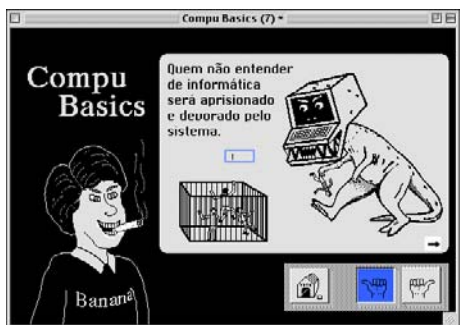 Compu Basics (7)
Compu
Basics
Quem não entender
de informática
será aprisionado
e devorado pelo
sistema.
Banana